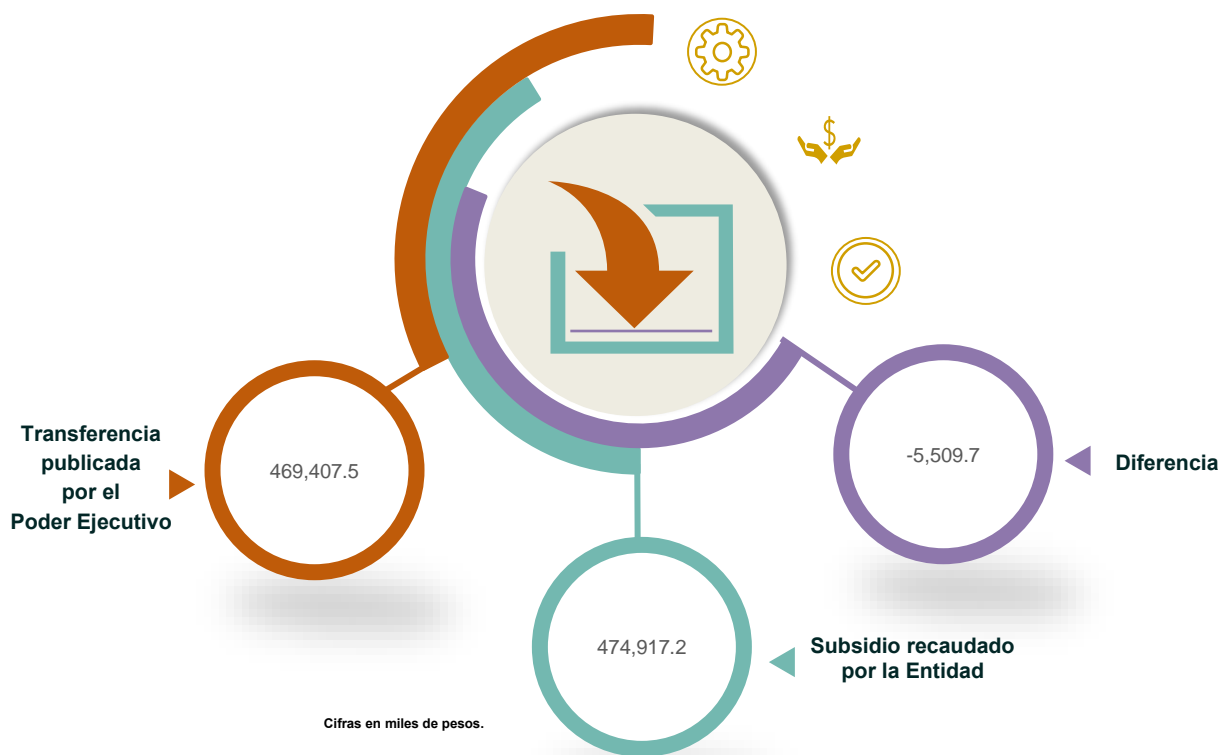 Transferencia
publicada
por el
Poder Ejecutivo
469,407.5
-5,509.7
Diferencia
474,917.2
Subsidio recaudado
por la Entidad
Cifras en miles de pesos.
$